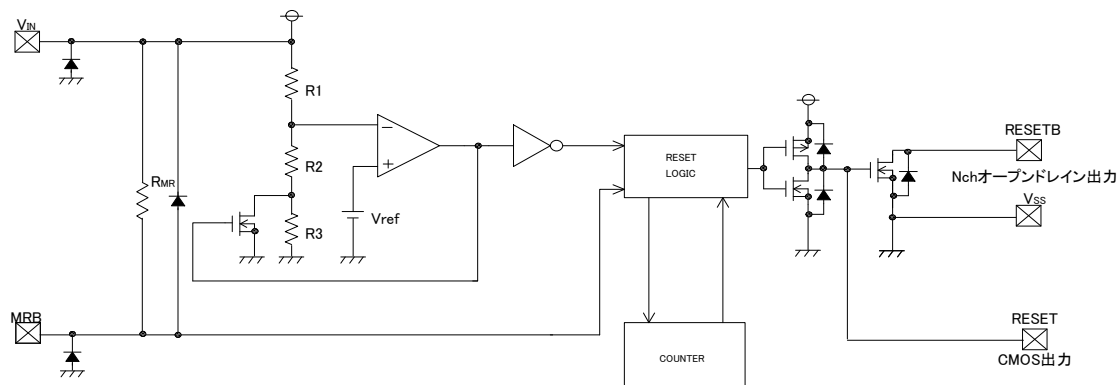 VIN
R1
RESETB
RESET
LOGIC
R2
RMR
Nchオープンドレイン出力
Vref
VSS
R3
MRB
RESET
COUNTER
CMOS出力